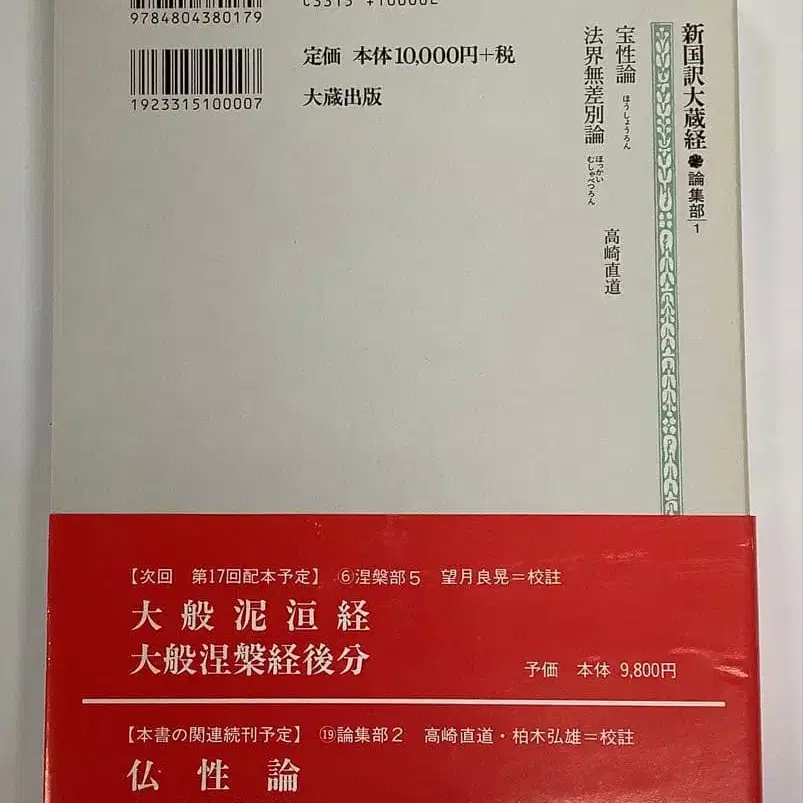 新国訳大蔵経 論集部 1
宝性論 ほうしょうろん
法界無差別論 ほっかいむしゃべつろん
高崎直道
9784804380179
定価 本体10,000円+税
1923315100007
大蔵出版
【次回 第17回配本予定】 ⑥涅槃部5 望月良晃=校註
大般泥洹経
大般涅槃経後分
予価 本体 9,800円
【本書の関連続刊予定】 ⑲論集部2 高崎直道・柏木弘雄=校註
仏性論